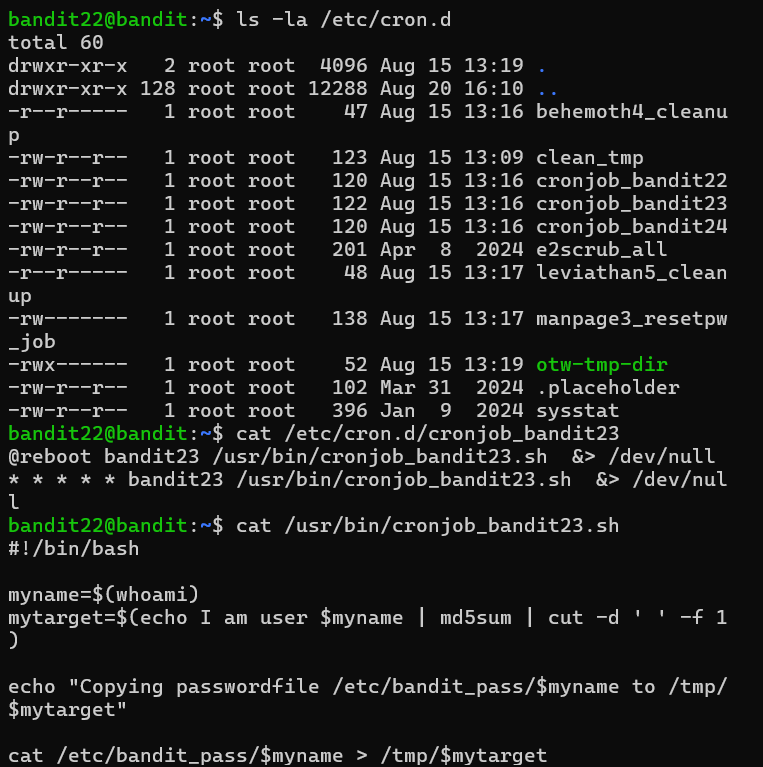 bandit22@bandit:~$ ls -la /etc/cron.d
total 60
drwxr-xr-x   2 root root  4096 Aug 15 13:19 .
drwxr-xr-x 128 root root 12288 Aug 20 16:10 ..
-r--r-----   1 root root    47 Aug 15 13:16 behemoth4_cleanu
p
-rw-r--r--   1 root root   123 Aug 15 13:09 clean_tmp
-rw-r--r--   1 root root   120 Aug 15 13:16 cronjob_bandit22
-rw-r--r--   1 root root   122 Aug 15 13:16 cronjob_bandit23
-rw-r--r--   1 root root   120 Aug 15 13:16 cronjob_bandit24
-rw-r--r--   1 root root   201 Apr  8  2024 e2scrub_all
-r--r-----   1 root root    48 Aug 15 13:17 leviathan5_clean
up
-rw-------   1 root root   138 Aug 15 13:17 manpage3_resetpw
_job
-rwx------   1 root root    52 Aug 15 13:19 otw-tmp-dir
-rw-r--r--   1 root root   102 Mar 31  2024 .placeholder
-rw-r--r--   1 root root   396 Jan  9  2024 sysstat
bandit22@bandit:~$ cat /etc/cron.d/cronjob_bandit23
@reboot bandit23 /usr/bin/cronjob_bandit23.sh  &> /dev/null
* * * * * bandit23 /usr/bin/cronjob_bandit23.sh  &> /dev/nul
l
bandit22@bandit:~$ cat /usr/bin/cronjob_bandit23.sh
#!/bin/bash

myname=$(whoami)
mytarget=$(echo I am user $myname | md5sum | cut -d ' ' -f 1
)

echo "Copying passwordfile /etc/bandit_pass/$myname to /tmp/
$mytarget"

cat /etc/bandit_pass/$myname > /tmp/$mytarget